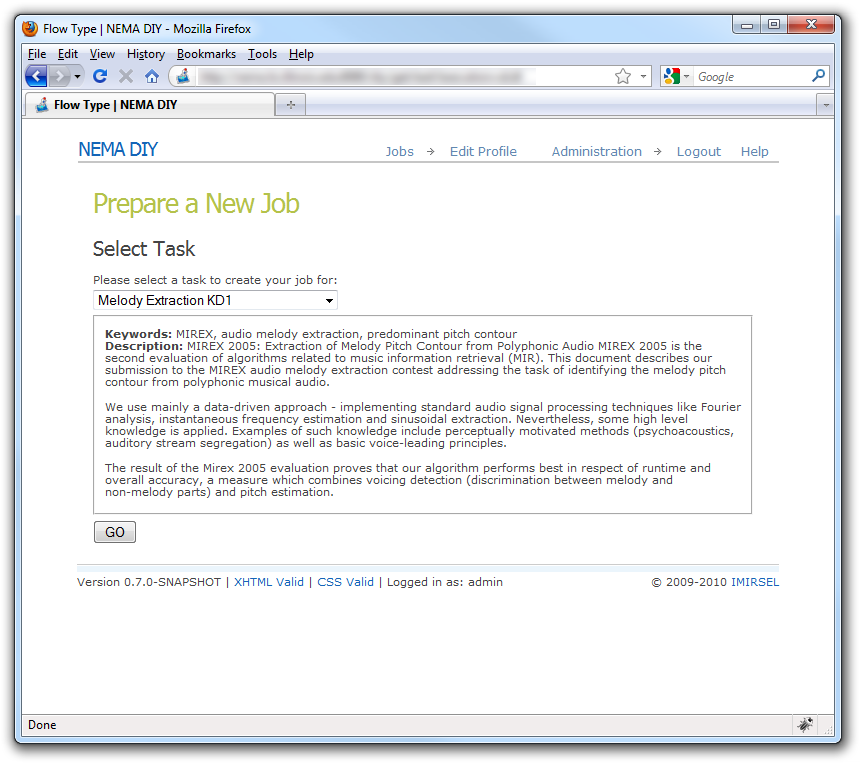 Flow Type | NEMA DIY - Mozilla Firefox
File Edit View History Bookmarks Tools Help
Google
Flow Type | NEMA DIY
NEMA DIY
Jobs → Edit Profile Administration → Logout Help
Prepare a New Job
Select Task
Please select a task to create your job for:
Melody Extraction KD1
Keywords: MIREX, audio melody extraction, predominant pitch contour
Description: MIREX 2005: Extraction of Melody Pitch Contour from Polyphonic Audio MIREX 2005 is the
second evaluation of algorithms related to music information retrieval (MIR). This document describes our
submission to the MIREX audio melody extraction contest addressing the task of identifying the melody pitch
contour from polyphonic musical audio.
We use mainly a data-driven approach - implementing standard audio signal processing techniques like Fourier
analysis, instantaneous frequency estimation and sinusoidal extraction. Nevertheless, some high level
knowledge is applied. Examples of such knowledge include perceptually motivated methods (psychoacoustics,
auditory stream segregation) as well as basic voice-leading principles.
The result of the Mirex 2005 evaluation proves that our algorithm performs best in respect of runtime and
overall accuracy, a measure which combines voicing detection (discrimination between melody and
non-melody parts) and pitch estimation.
GO
Version 0.7.0-SNAPSHOT | XHTML Valid | CSS Valid | Logged in as: admin
© 2009-2010 IMIRSEL
Done